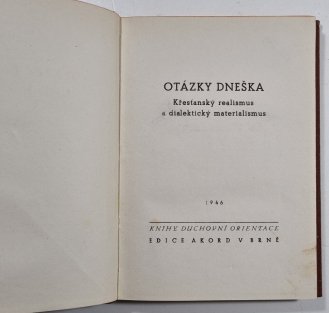 OTÁZKY DNEŠKA
Křesťanský realismus
a dialektický materialismus
1946
KNIHY DUCHOVNÍ ORIENTACE
EDICE AKORD V BRNĚ